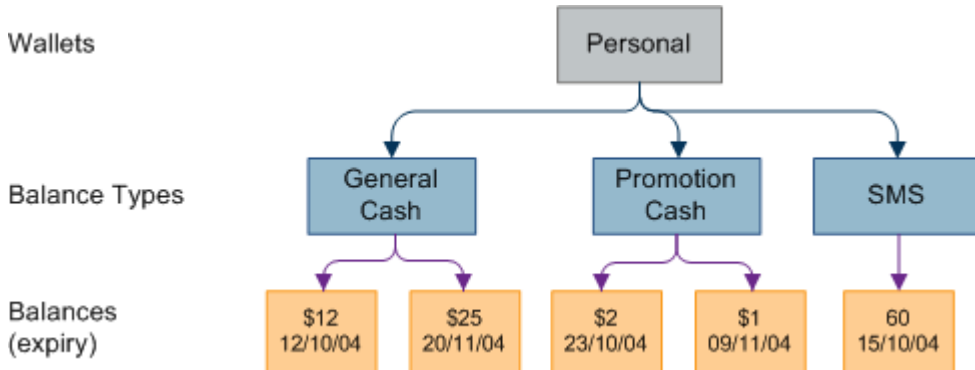 Wallets
Personal
Balance Types
General
Cash
Promotion
Cash
SMS
Balances
(expiry)
$12
12/10/04
$25
20/11/04
$2
23/10/04
$1
09/11/04
60
15/10/04